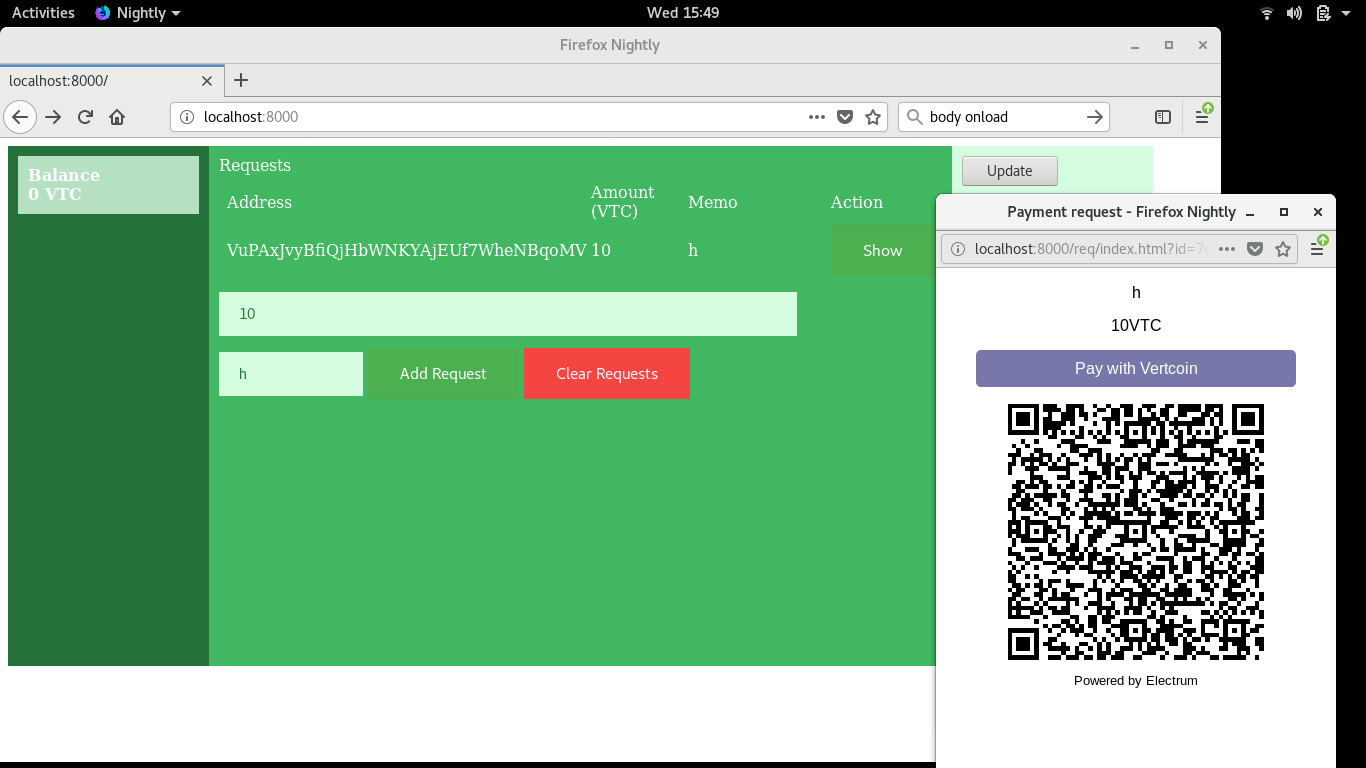 Activities
Nightly
Wed 15:49
Firefox Nightly
localhost:8000/
localhost:8000
body onload
Balance
0 VTC
Requests
Address
Amount
(VTC)
Memo
Action
VuPAxJvyBfiQjHbWNKYAjEUf7WheNBqoMV
10
h
Show
10
h
Add Request
Clear Requests
Update
Payment request - Firefox Nightly
localhost:8000/req/index.html?id=7
h
10VTC
Pay with Vertcoin
Powered by Electrum